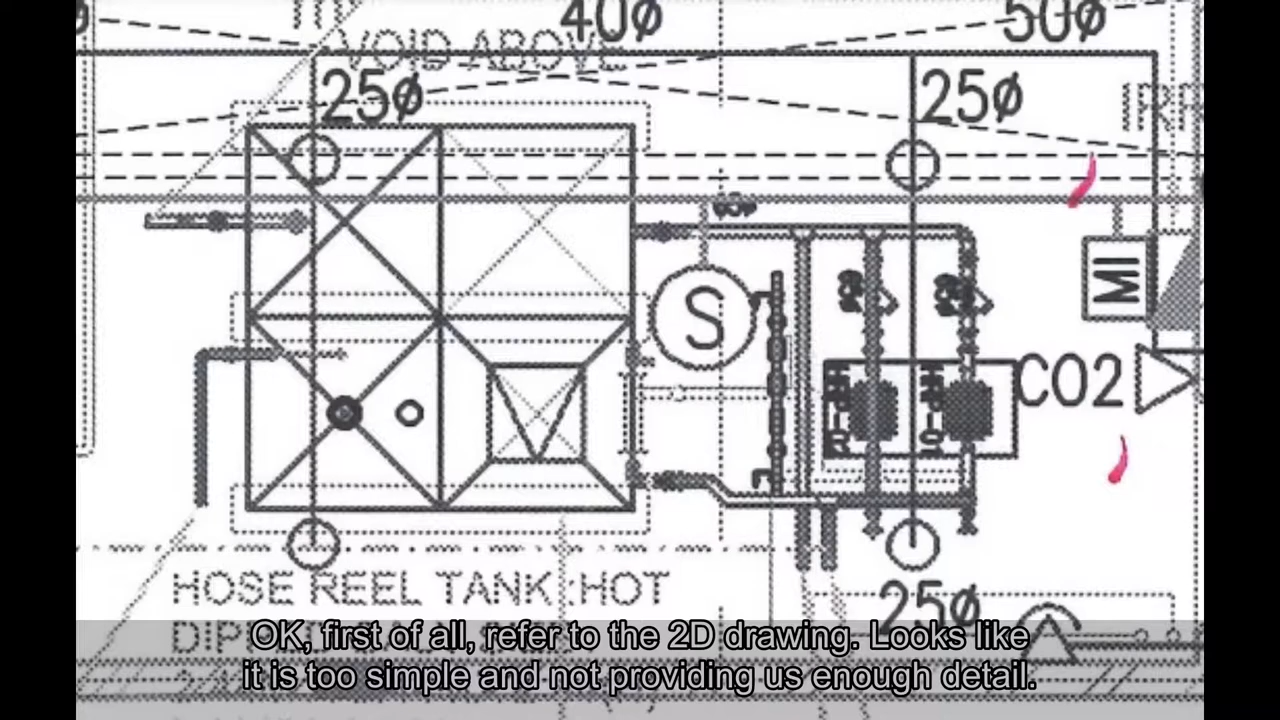 40ø
50ø
VOID ABOVE
25ø
25ø
S
MI
CO2
HOSE REEL TANK HOT
25ø
OK, first of all, refer to the 2D drawing. Looks like
it is too simple and not providing us enough detail.